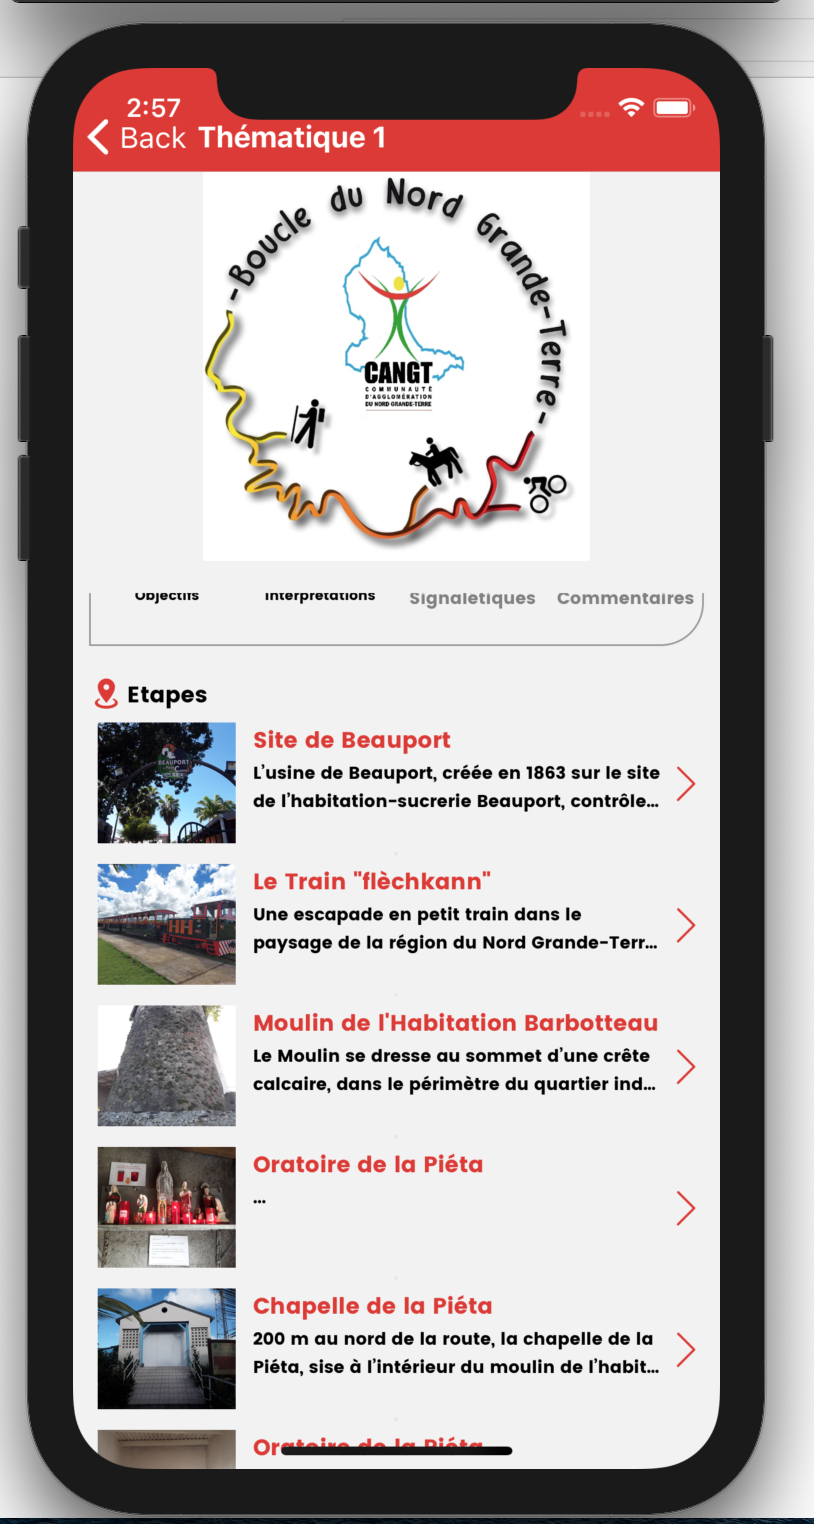 2:57
Back Thématique 1
-Boucle du Nord Grande-Terre-
CANGT
COMMUNAUTÉ
D'AGGLOMÉRATION
DU NORD GRANDE-TERRE
Objectifs Interpretations Signaletiques Commentaires
Etapes
Site de Beauport
L'usine de Beauport, créée en 1863 sur le site
de l'habitation-sucrerie Beauport, contrôle...
BEAUPORT
Le Train "flèchkann"
Une escapade en petit train dans le
paysage de la région du Nord Grande-Terr...
Moulin de l'Habitation Barbotteau
Le Moulin se dresse au sommet d'une crête
calcaire, dans le périmètre du quartier ind...
Oratoire de la Piéta
...
Chapelle de la Piéta
200 m au nord de la route, la chapelle de la
Piéta, sise à l'intérieur du moulin de l'habit...
Oratoire de la Piéta